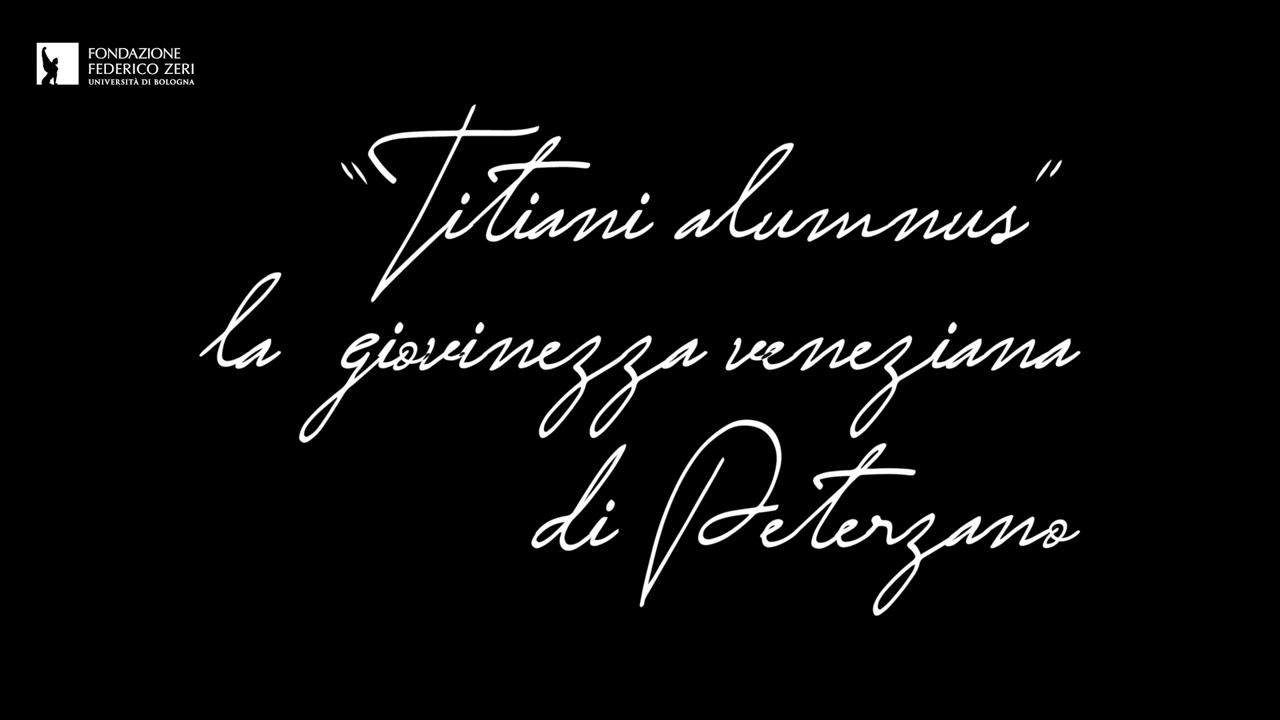 FONDAZIONE
FEDERICO ZERI
UNIVERSITÀ DI BOLOGNA
"Titiani alumnus"
la giovinezza veneziana
di Peterzano